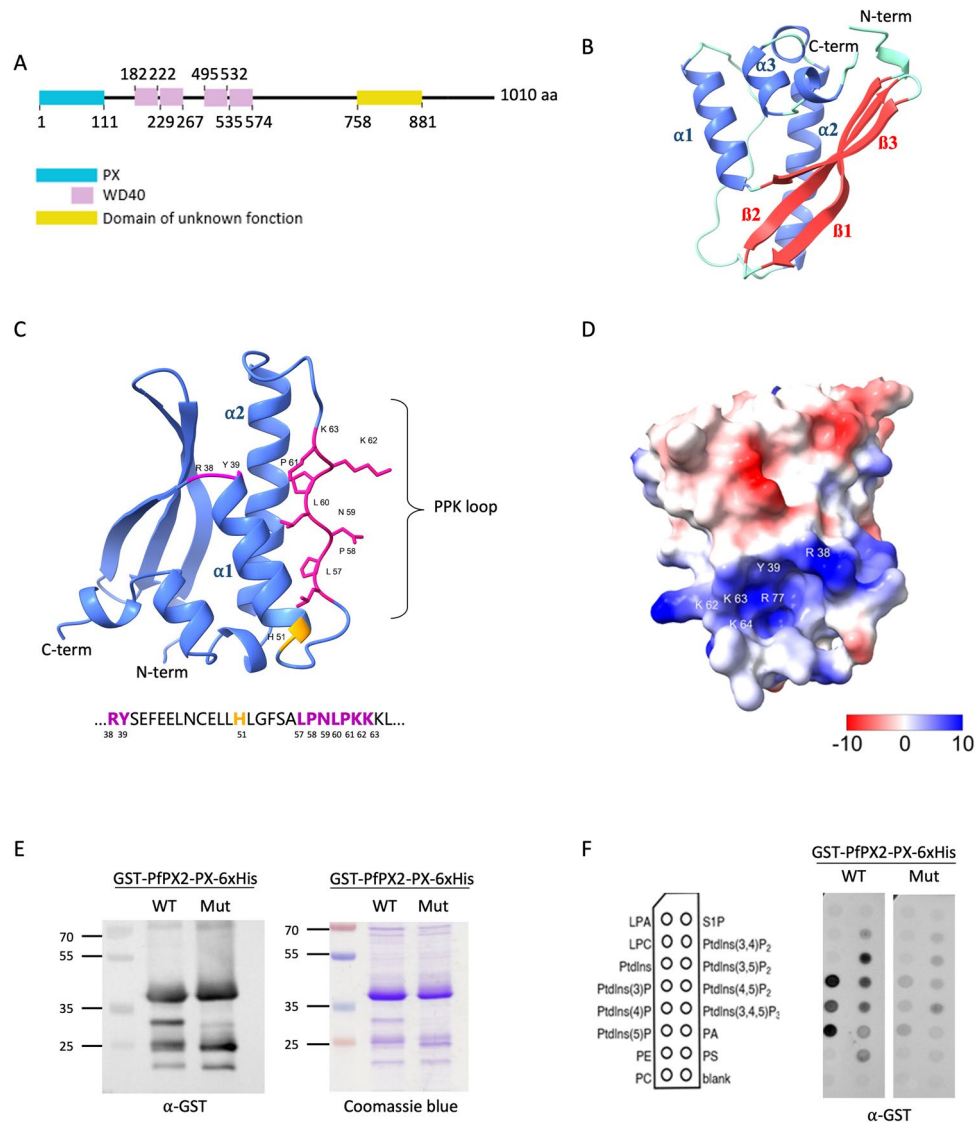 A
182 222 495 532
1010 aa
1 111 229 267 535 574 758 881
PX
WD40
Domain of unknown fonction
B
N-term
C-term
α3
α1
α2
ß3
ß2
ß1
C
α2
K 63
K 62
P 61
R 38
Y 39
L 60
N 59
PPK loop
P 58
α1
L 57
H 51
C-term
N-term
...RYSEFEELNCELLHLGFSALPNLPKKKL...
38 39 51 57 58 59 60 61 62 63
D
R 38
Y 39
K 62 K 63 R 77
K 64
-10 0 10
E
GST-PfPX2-PX-6xHis
WT Mut
70
55
35
25
α-GST
GST-PfPX2-PX-6xHis
WT Mut
70
55
35
25
Coomassie blue
F
GST-PfPX2-PX-6xHis
WT Mut
LPA S1P
LPC PtdIns(3,4)P2
PtdIns PtdIns(3,5)P2
PtdIns(3)P PtdIns(4,5)P2
PtdIns(4)P PtdIns(3,4,5)P3
PtdIns(5)P PA
PE PS
PC blank
α-GST